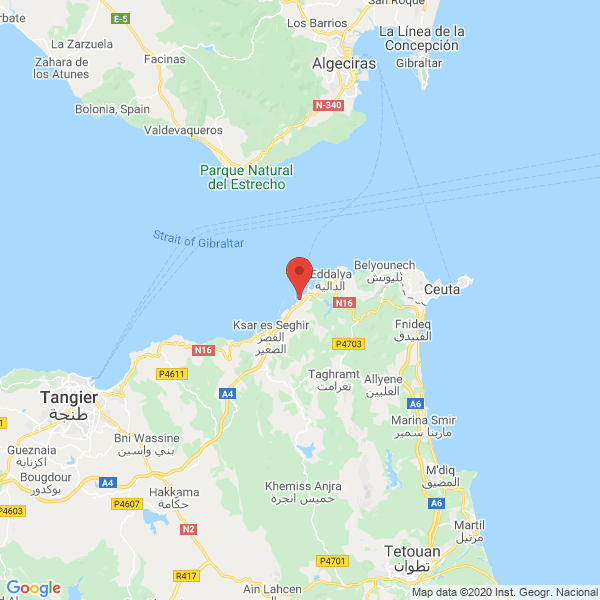 San Roque
Los Barrios
rbate
E-5
La Zarzuela
Zahara de
los Atunes
Facinas
Algeciras
La Línea de la
Concepción
Gibraltar
Bolonia, Spain
N-340
Valdevaqueros
Parque Natural
del Estrecho
Strait of Gibraltar
Eddalya
الدالية
Belyounech
بليونش
Ceuta
N16
Ksar es Seghir
القصر
الصغير
Fnideq
الفنيدق
P4703
N16
P4611
A4
Taghramt
تغرامت
Allyene
العليين
Tangier
طنجة
A6
Marina Smir
مارينا سمير
Bni Wassine
بني واسين
Gueznaia
اكزناية
Bougdour
بوكدور
A4
M'diq
المضيق
Khemiss Anjra
خميس انجرة
Hakkama
حكامة
P4603
P4607
A6
N2
Martil
مرتيل
Tetouan
تطوان
P4701
R417
Ain Lahcen
Google
Map data ©2020 Inst. Geogr. Nacional